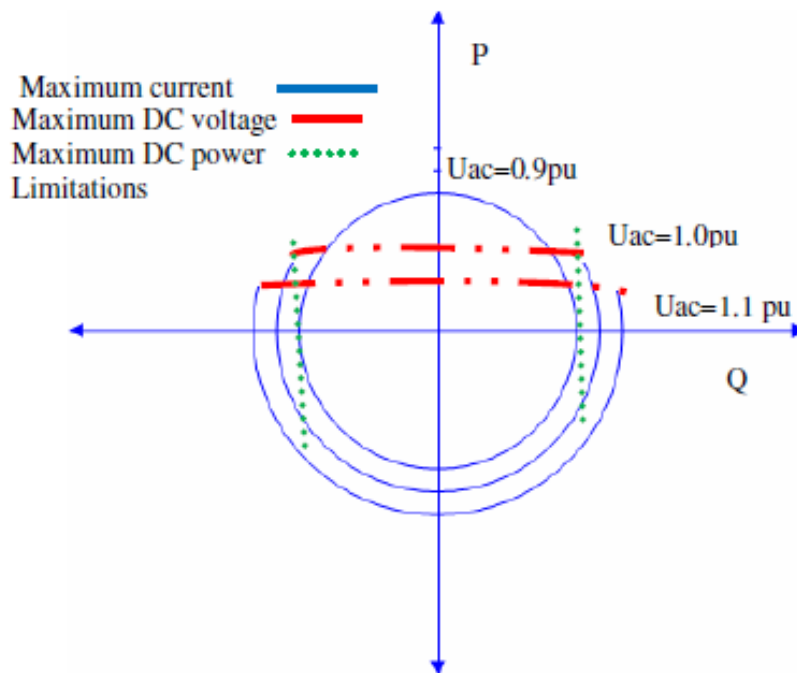 P
Maximum current
Maximum DC voltage
Maximum DC power
Limitations
Uac=0.9pu
Uac=1.0pu
Uac=1.1 pu
Q